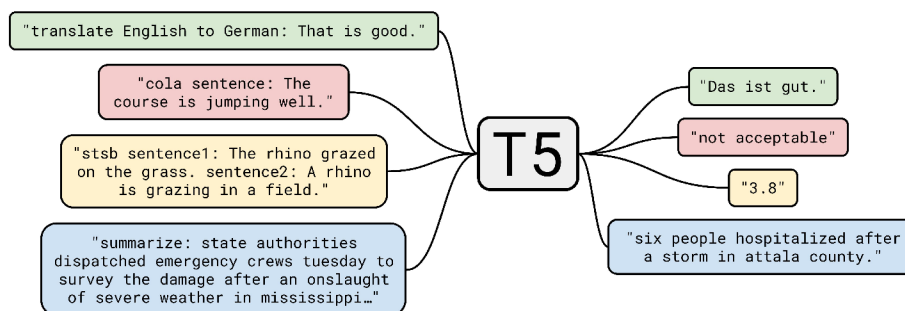 "translate English to German: That is good."
"cola sentence: The
course is jumping well."
"stsb sentence1: The rhino grazed
on the grass. sentence2: A rhino
is grazing in a field."
"summarize: state authorities
dispatched emergency crews tuesday to
survey the damage after an onslaught
of severe weather in mississippi…"
T5
"Das ist gut."
"not acceptable"
"3.8"
"six people hospitalized after
a storm in attala county."